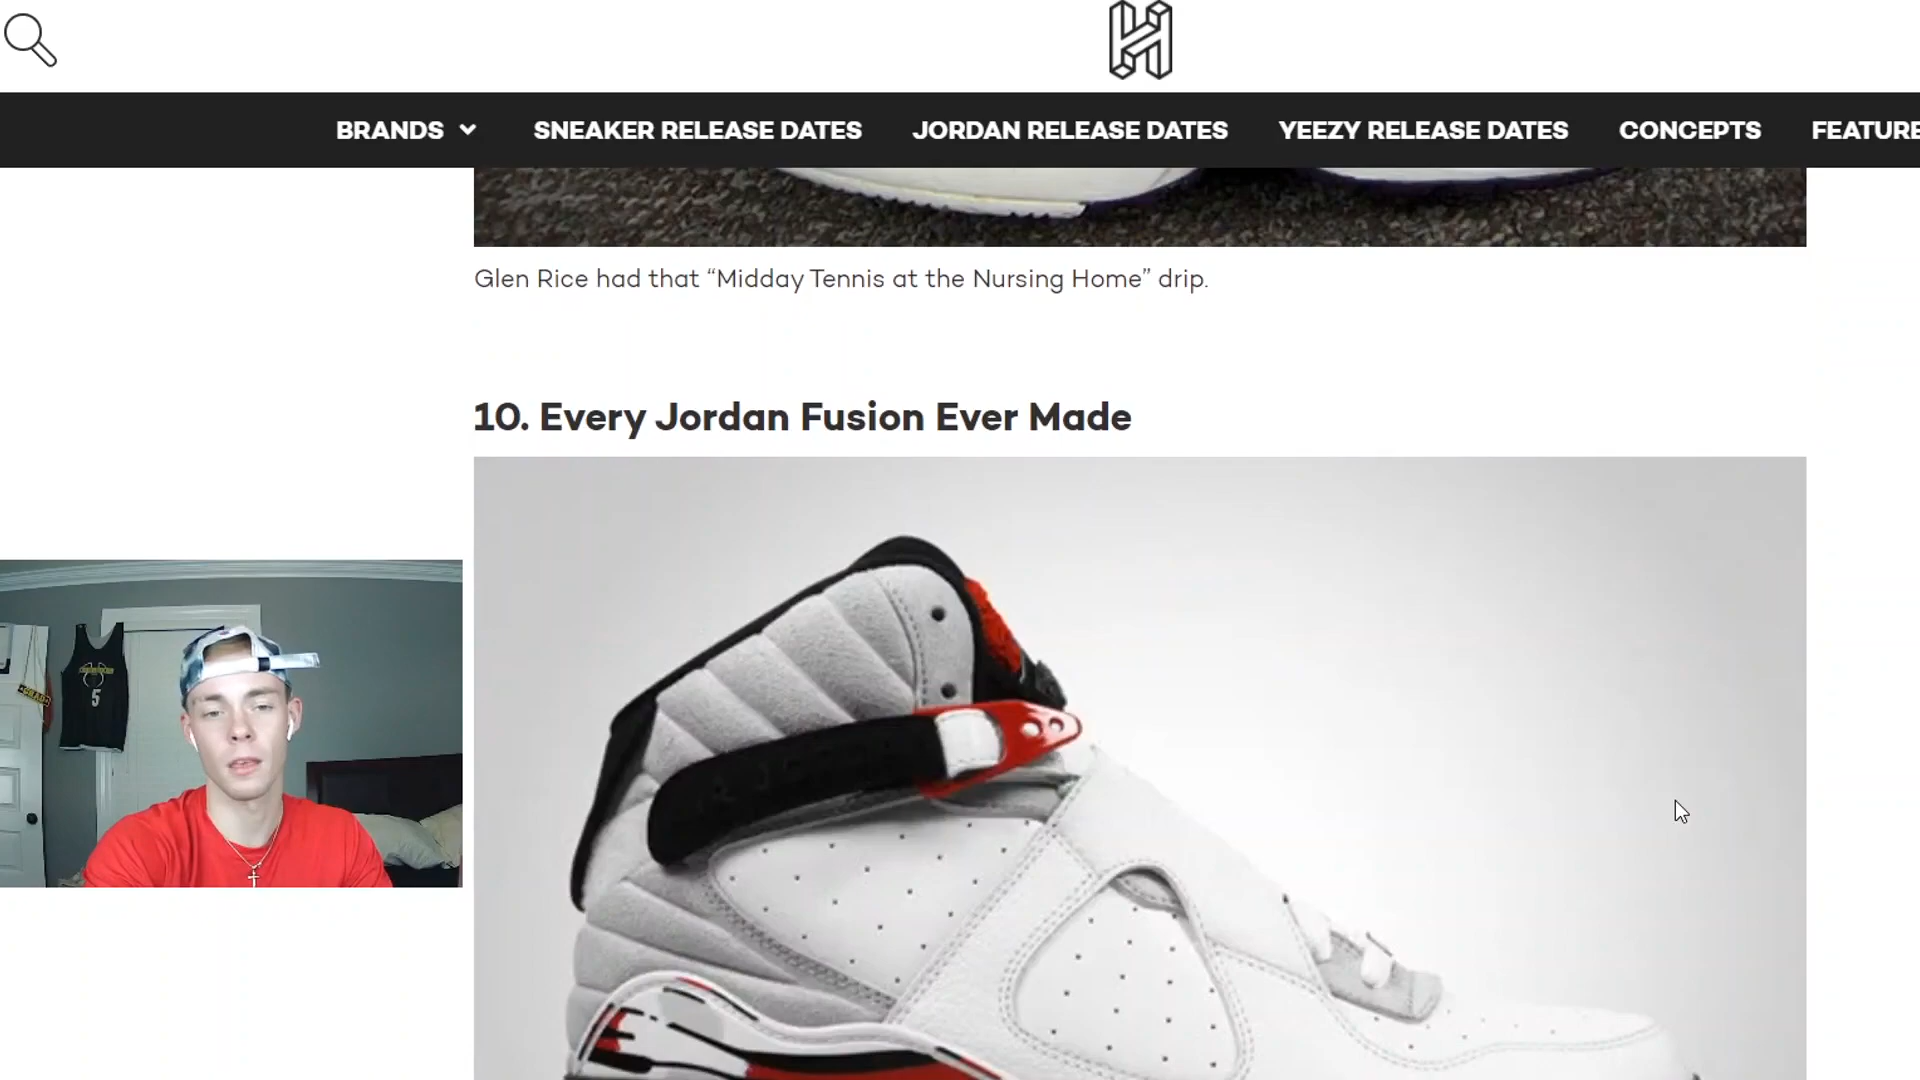 BRANDS SNEAKER RELEASE DATES JORDAN RELEASE DATES YEEZY RELEASE DATES CONCEPTS FEATURE
Glen Rice had that “Midday Tennis at the Nursing Home” drip.
10. Every Jordan Fusion Ever Made
5